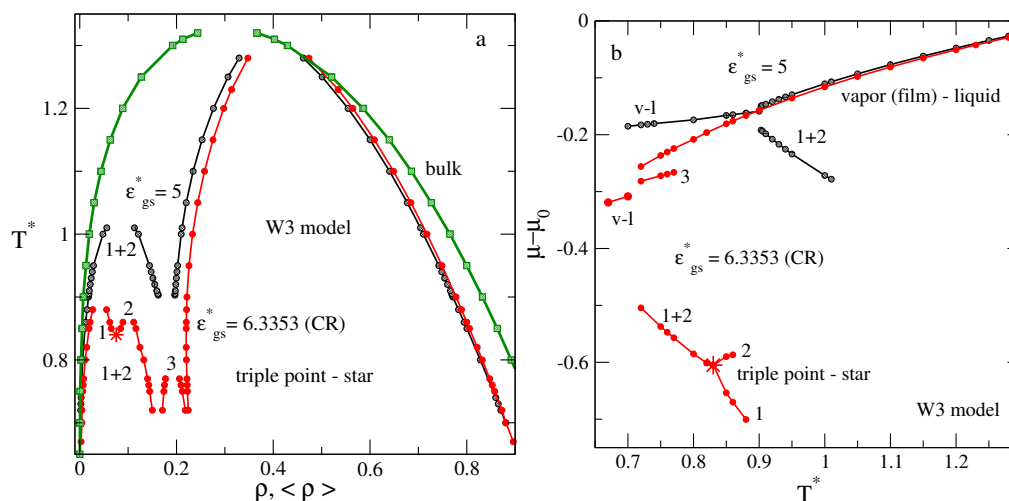 a
1.2
1
0.8
T*
0
0.2
0.4
0.6
0.8
ρ, < ρ >
bulk
ε*gs = 5
W3 model
1+2
ε*gs = 6.3353 (CR)
1
2
3
1+2
triple point - star
b
0
-0.2
-0.4
-0.6
μ−μ0
0.7
0.8
0.9
1
1.1
1.2
T*
ε*gs = 5
vapor (film) - liquid
v-l
1+2
3
v-l
ε*gs = 6.3353 (CR)
1+2
2
triple point - star
1
W3 model